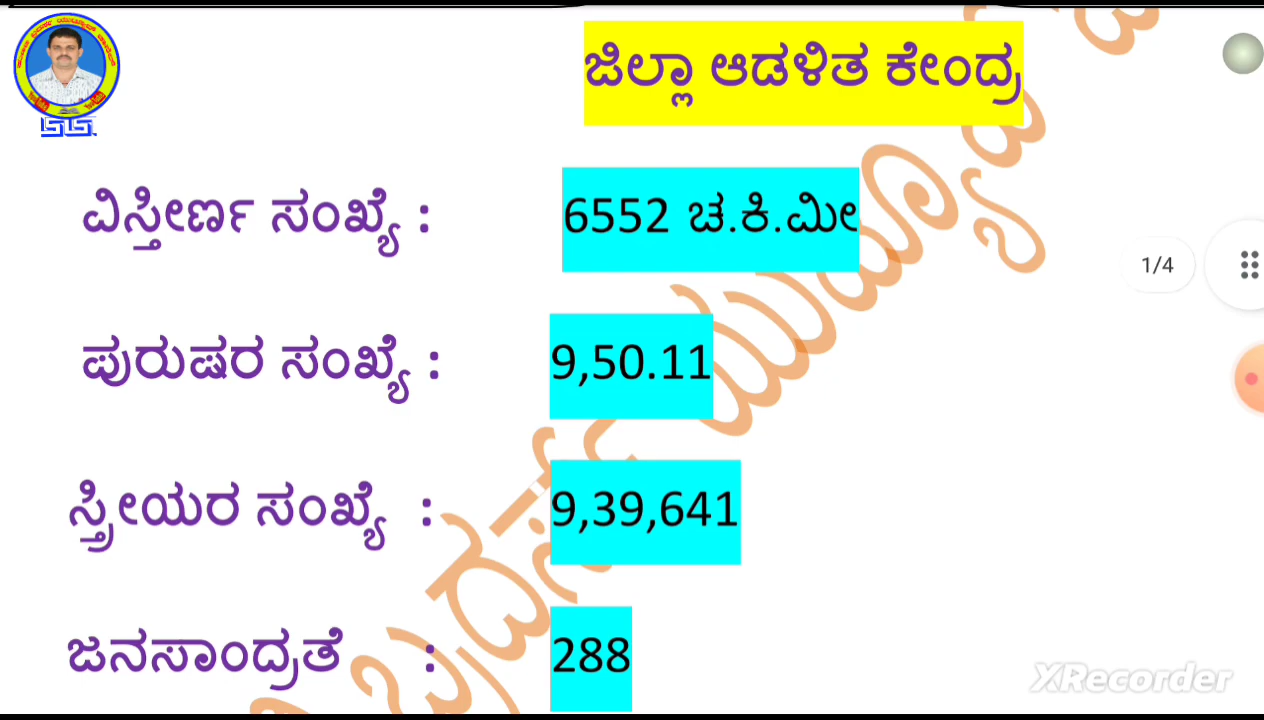 ಜಿಲ್ಲಾ ಆಡಳಿತ ಕೇಂದ್ರ
ವಿಸ್ತೀರ್ಣ ಸಂಖ್ಯೆ : 6552 ಚ.ಕಿ.ಮೀ
1/4
ಪುರುಷರ ಸಂಖ್ಯೆ : 9,50.11
ಸ್ತ್ರೀಯರ ಸಂಖ್ಯೆ : 9,39,641
ಜನಸಾಂದ್ರತೆ : 288
XRecorder